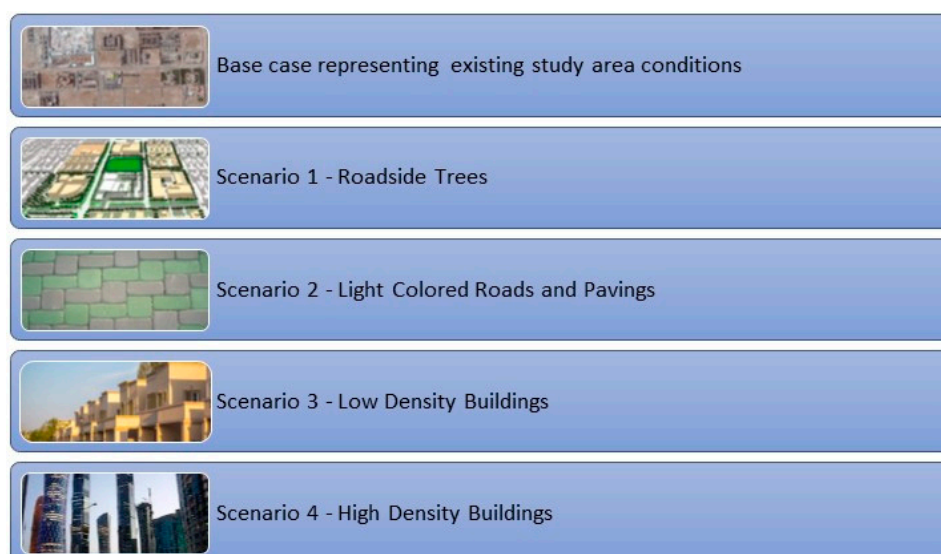 Base case representing existing study area conditions
Scenario 1 - Roadside Trees
Scenario 2 - Light Colored Roads and Pavings
Scenario 3 - Low Density Buildings
Scenario 4 - High Density Buildings